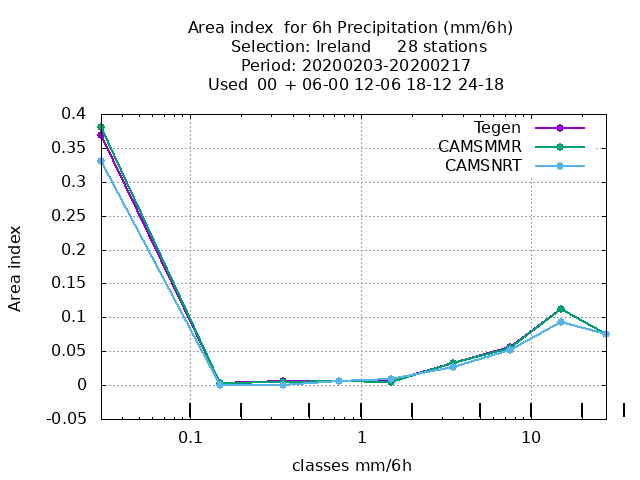 Area index  for 6h Precipitation (mm/6h)
Selection: Ireland     28 stations
Period: 20200203-20200217
Used  00 + 06-00 12-06 18-12 24-18
Tegen
CAMSMMR
CAMSNRT
0.4
0.35
0.3
0.25
0.2
0.15
0.1
0.05
0
-0.05
Area index
0.1 1 10
classes mm/6h